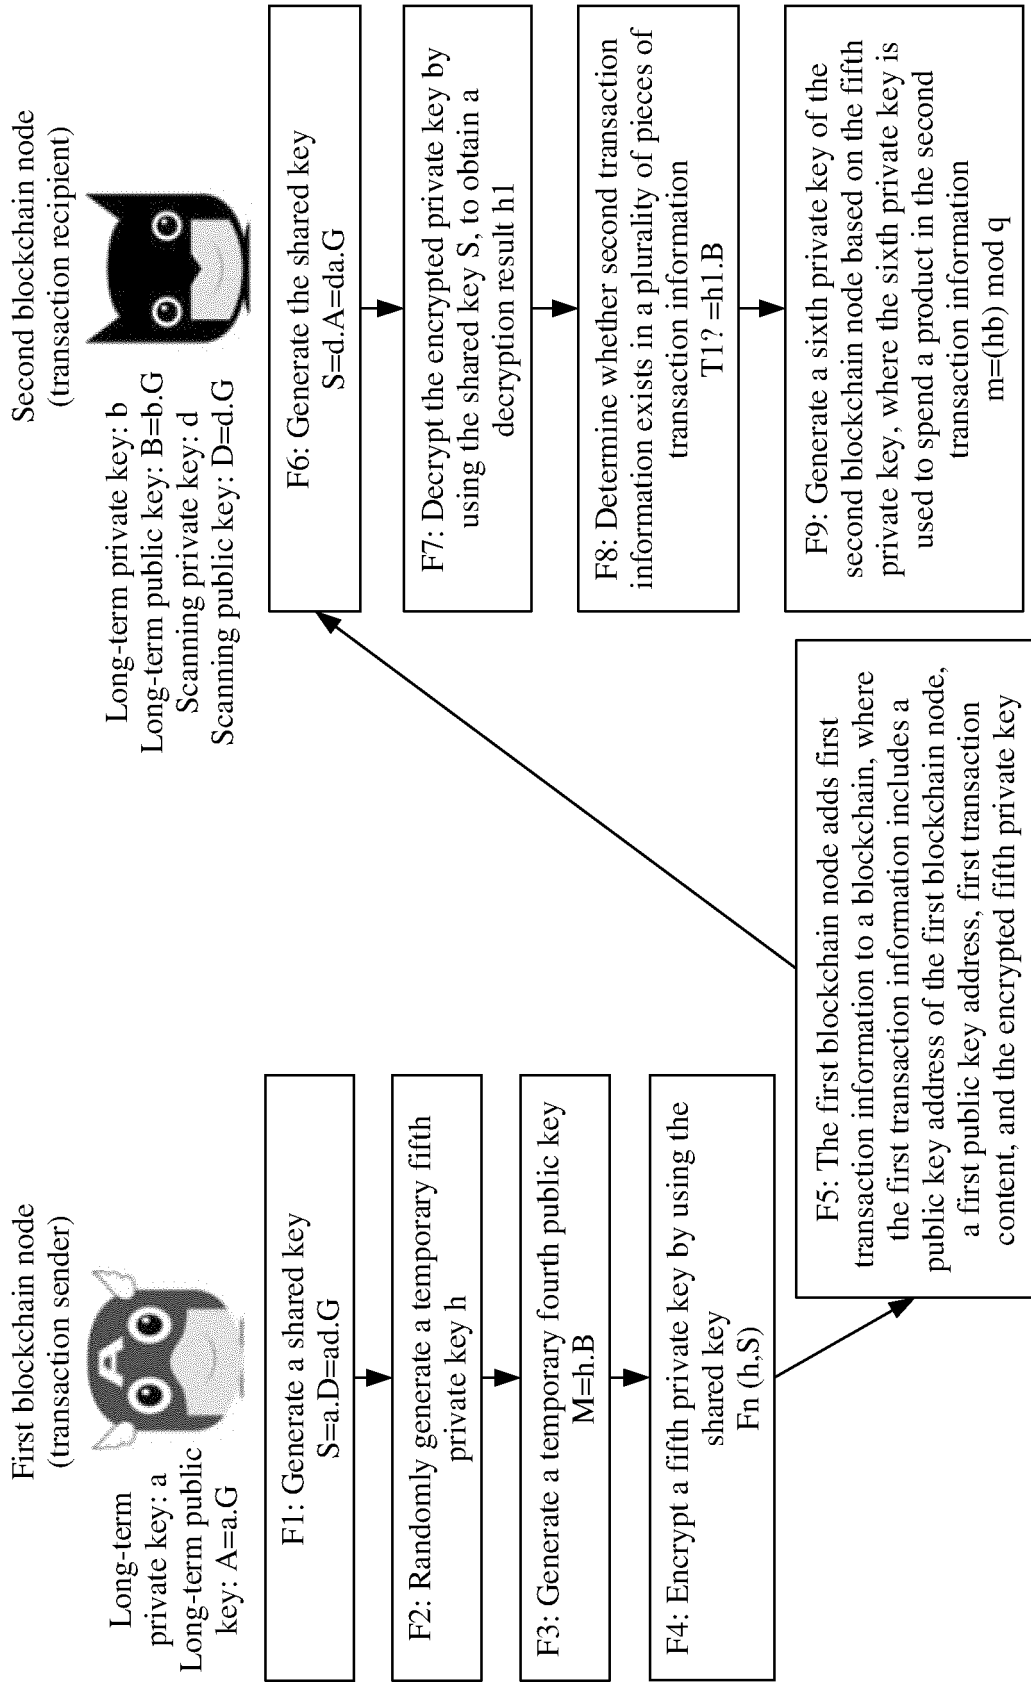 First blockchain node
(transaction sender)
A
Long-term
private key: a
Long-term public
key: A=a.G
F1: Generate a shared key
S=a.D=ad.G
F2: Randomly generate a temporary fifth
private key h
F3: Generate a temporary fourth public key
M=h.B
F4: Encrypt a fifth private key by using the
shared key
Fn (h,S)
F5: The first blockchain node adds first
transaction information to a blockchain, where
the first transaction information includes a
public key address of the first blockchain node,
a first public key address, first transaction
content, and the encrypted fifth private key
Second blockchain node
(transaction recipient)
Long-term private key: b
Long-term public key: B=b.G
Scanning private key: d
Scanning public key: D=d.G
F6: Generate the shared key
S=d.A=da.G
F7: Decrypt the encrypted private key by
using the shared key S, to obtain a
decryption result h1
F8: Determine whether second transaction
information exists in a plurality of pieces of
transaction information
T1? =h1.B
F9: Generate a sixth private key of the
second blockchain node based on the fifth
private key, where the sixth private key is
used to spend a product in the second
transaction information
m=(hb) mod q